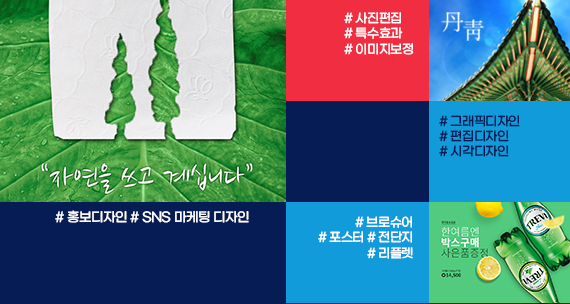 # 사진편집
# 특수효과
# 이미지보정
丹
靑
# 그래픽디자인
# 편집디자인
# 시각디자인
“자연을 쓰고 계십니다”
# 홍보디자인 # SNS 마케팅 디자인
# 브로슈어
# 포스터 # 전단지
# 리플렛
한여름엔
박스구매
사은품증정
TREVI
TREVI